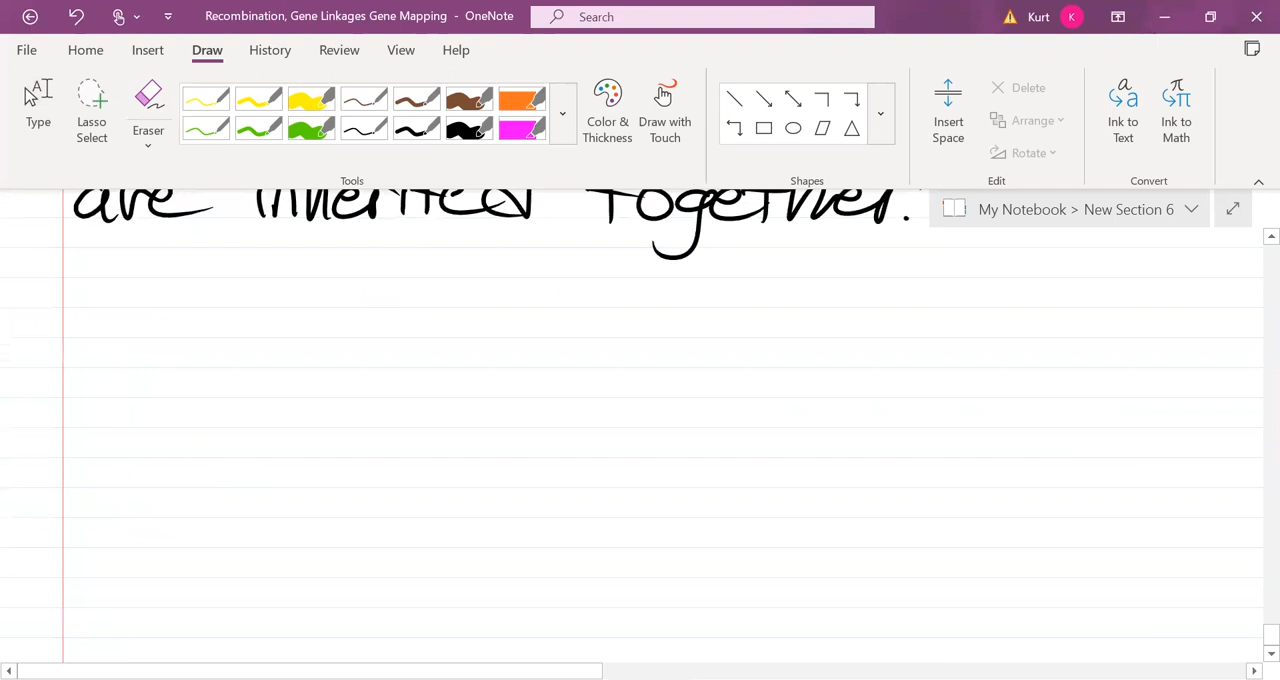 Recombination, Gene Linkages Gene Mapping - OneNote
Search
Kurt
K
File Home Insert Draw History Review View Help
Type
Lasso Select
Eraser
Color & Thickness
Draw with Touch
Insert Space
Delete
Arrange
Rotate
Ink to Text
Ink to Math
Tools
Shapes
Edit
Convert
are inherited together.
My Notebook > New Section 6